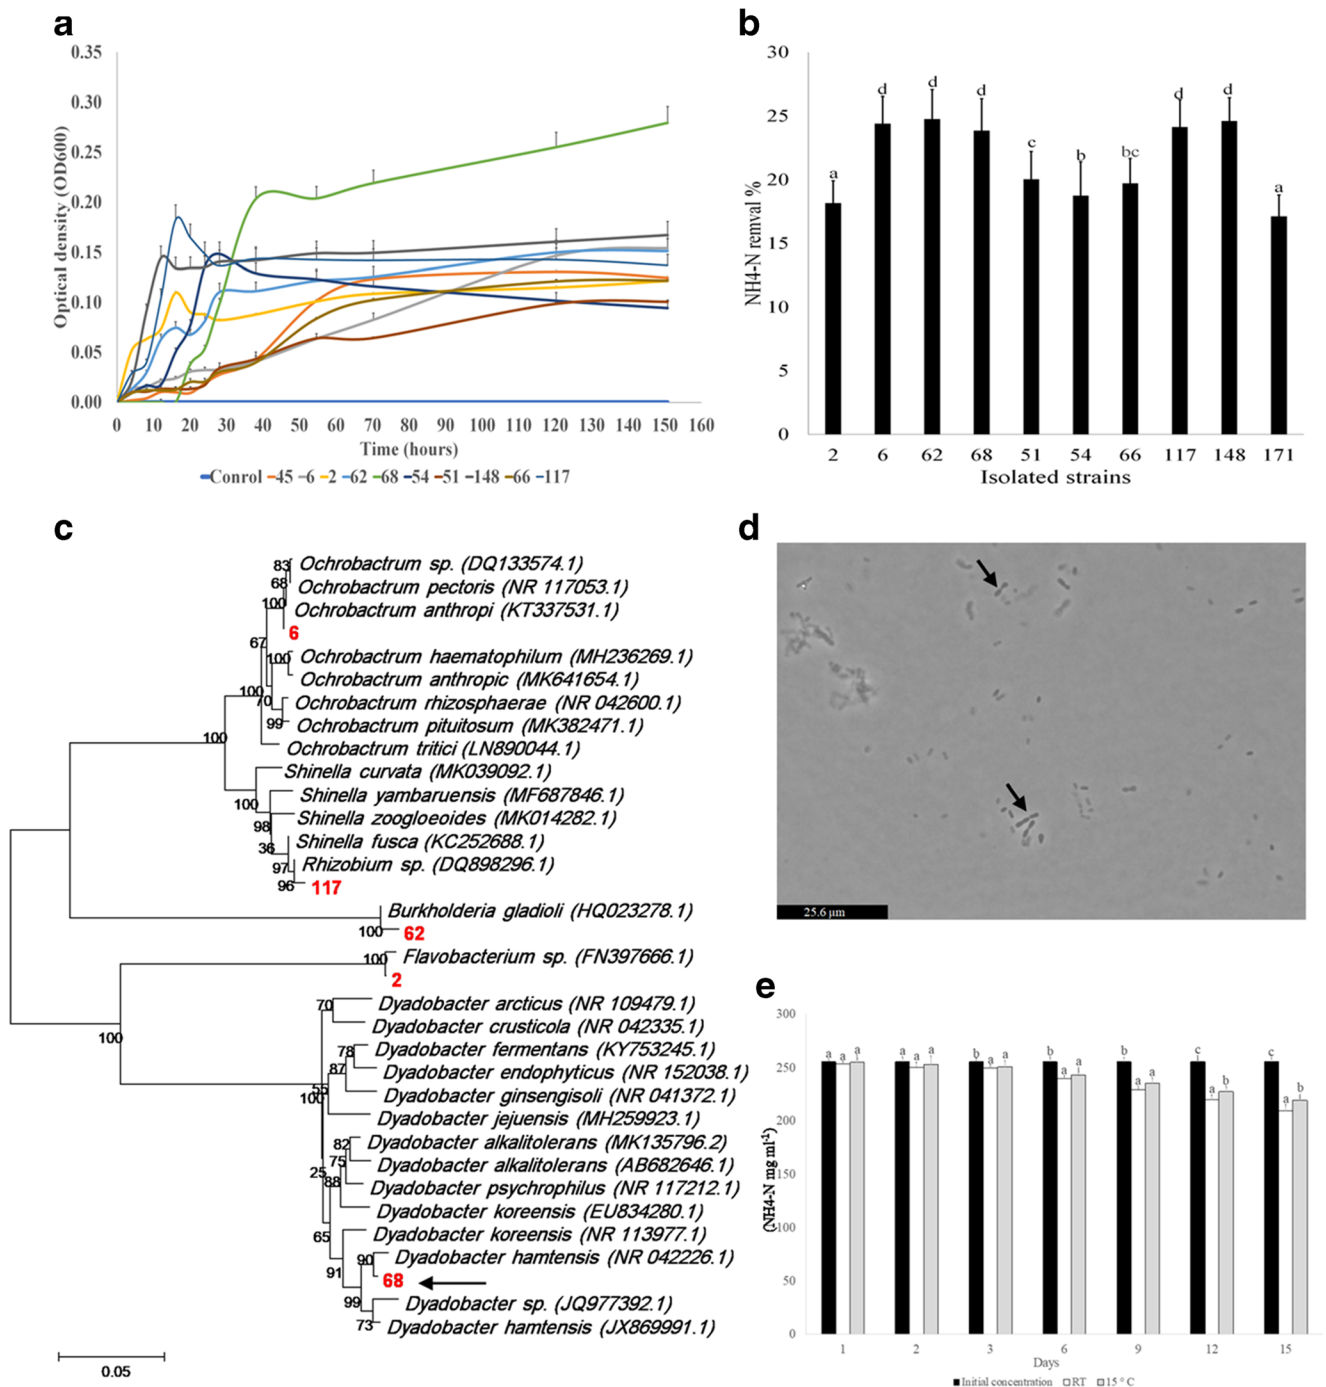 a
0.35
0.30
0.25
0.20
0.15
0.10
0.05
0.00
Optical density (OD600)
0 10 20 30 40 50 60 70 80 90 100 110 120 130 140 150 160
Time (hours)
Conrol 45 6 2 62 68 54 51 148 66 117
b
30
25
20
15
10
5
0
NH4-N remval %
a d d d c b bc d d a
2 6 62 68 51 54 66 117 148 171
Isolated strains
c
83 Ochrobactrum sp. (DQ133574.1)
68 Ochrobactrum pectoris (NR 117053.1)
100 Ochrobactrum anthropi (KT337531.1)
6
67
100 Ochrobactrum haematophilum (MH236269.1)
Ochrobactrum anthropic (MK641654.1)
100 70 Ochrobactrum rhizosphaerae (NR 042600.1)
99 Ochrobactrum pituitosum (MK382471.1)
100 Ochrobactrum tritici (LN890044.1)
Shinella curvata (MK039092.1)
100 Shinella yambaruensis (MF687846.1)
98 Shinella zoogloeoides (MK014282.1)
36 Shinella fusca (KC252688.1)
97 Rhizobium sp. (DQ898296.1)
96 117
Burkholderia gladioli (HQ023278.1)
100 62
100 Flavobacterium sp. (FN397666.1)
2
70 Dyadobacter arcticus (NR 109479.1)
Dyadobacter crusticola (NR 042335.1)
100
78 Dyadobacter fermentans (KY753245.1)
87 Dyadobacter endophyticus (NR 152038.1)
55 Dyadobacter ginsengisoli (NR 041372.1)
100 Dyadobacter jejuensis (MH259923.1)
82 Dyadobacter alkalitolerans (MK135796.2)
75 Dyadobacter alkalitolerans (AB682646.1)
25 88 Dyadobacter psychrophilus (NR 117212.1)
Dyadobacter koreensis (EU834280.1)
65 Dyadobacter koreensis (NR 113977.1)
90 Dyadobacter hamtensis (NR 042226.1)
91 68
99 Dyadobacter sp. (JQ977392.1)
73 Dyadobacter hamtensis (JX869991.1)
0.05
d
25.6 µm
e
300
250
200
150
100
50
0
(NH4-N mg ml-1)
a a a a a a b a a b a a b a a c a b c a b
1 2 3 6 9 12 15
Days
Initial concentration RT 15 ° C